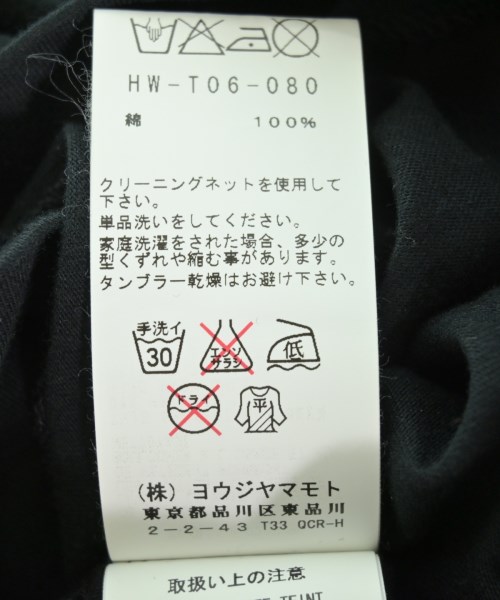 HW-T06-080
綿 100%
クリーニングネットを使用して
下さい。
単品洗いをしてください。
家庭洗濯をされた場合、多少の
型くずれや縮む事があります。
タンブラー乾燥はお避け下さい。
手洗イ
30
エンソ
サラシ
低
ドライ
平
(株) ヨウジヤマモト
東京都品川区東品川
2-2-43 T33 QCR-H
取扱い上の注意
TEINT